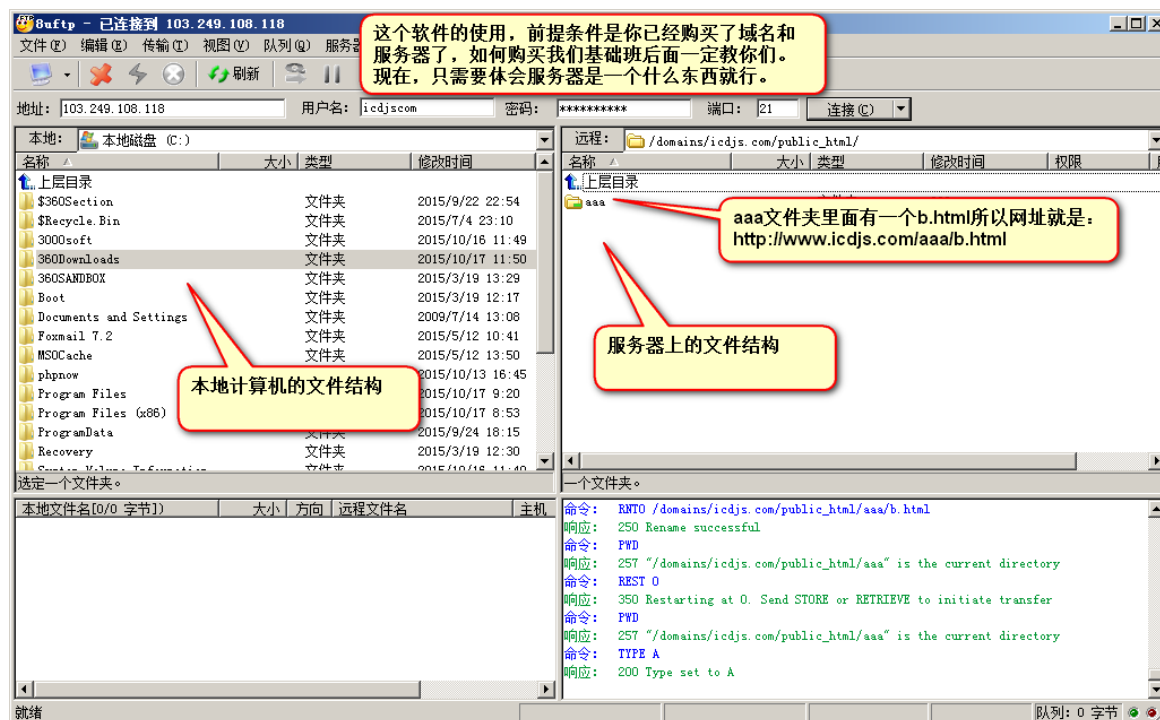 8uftp - 已连接到 103.249.108.118
文件(F) 编辑(E) 传输(T) 视图(V) 队列(Q) 服务器
这个软件的使用，前提条件是你已经购买了域名和
服务器了，如何购买我们基础班后面一定教你们。
现在，只需要体会服务器是一个什么东西就行。
刷新
地址: 103.249.108.118 用户名: icdjscom 密码: ********** 端口: 21 连接(C)
本地: 本地磁盘 (C:)
名称 大小 类型 修改时间
上层目录
$360Section 文件夹 2015/9/22 22:54
$Recycle.Bin 文件夹 2015/7/4 23:10
3000soft 文件夹 2015/10/16 11:49
360Downloads 文件夹 2015/10/17 11:50
360SANDBOX 文件夹 2015/3/19 13:29
Boot 文件夹 2015/3/19 12:17
Documents and Settings 文件夹 2009/7/14 13:08
Foxmail 7.2 文件夹 2015/5/12 10:41
MSOCache 文件夹 2015/5/12 13:50
phpnow 文件夹 2015/10/13 16:45
Program Files 2015/10/17 9:20
Program Files (x86) 2015/10/17 8:53
ProgramData 文件夹 2015/9/24 18:15
Recovery 文件夹 2015/3/19 12:30
System Volume Information 文件夹 2015/10/16 11:49
本地计算机的文件结构
选定一个文件夹。
远程: /domains/icdjs.com/public_html/
名称 大小 类型 修改时间 权限
上层目录
aaa
aaa文件夹里面有一个b.html所以网址就是：
http://www.icdjs.com/aaa/b.html
服务器上的文件结构
一个文件夹。
本地文件名[0/0 字节]) 大小 方向 远程文件名 主机
命令: RNTO /domains/icdjs.com/public_html/aaa/b.html
响应: 250 Rename successful
命令: PWD
响应: 257 "/domains/icdjs.com/public_html/aaa" is the current directory
命令: REST 0
响应: 350 Restarting at 0. Send STORE or RETRIEVE to initiate transfer
命令: PWD
响应: 257 "/domains/icdjs.com/public_html/aaa" is the current directory
命令: TYPE A
响应: 200 Type set to A
就绪 队列: 0 字节